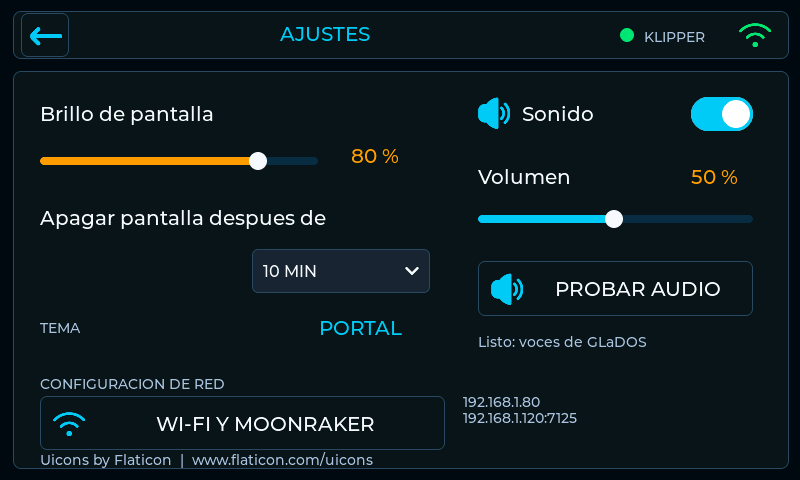 AJUSTES
KLIPPER
Brillo de pantalla
80 %
Apagar pantalla despues de
10 MIN
TEMA
PORTAL
Sonido
Volumen
50 %
PROBAR AUDIO
Listo: voces de GLaDOS
CONFIGURACION DE RED
WI-FI Y MOONRAKER
192.168.1.80
192.168.1.120:7125
Uicons by Flaticon | www.flaticon.com/uicons